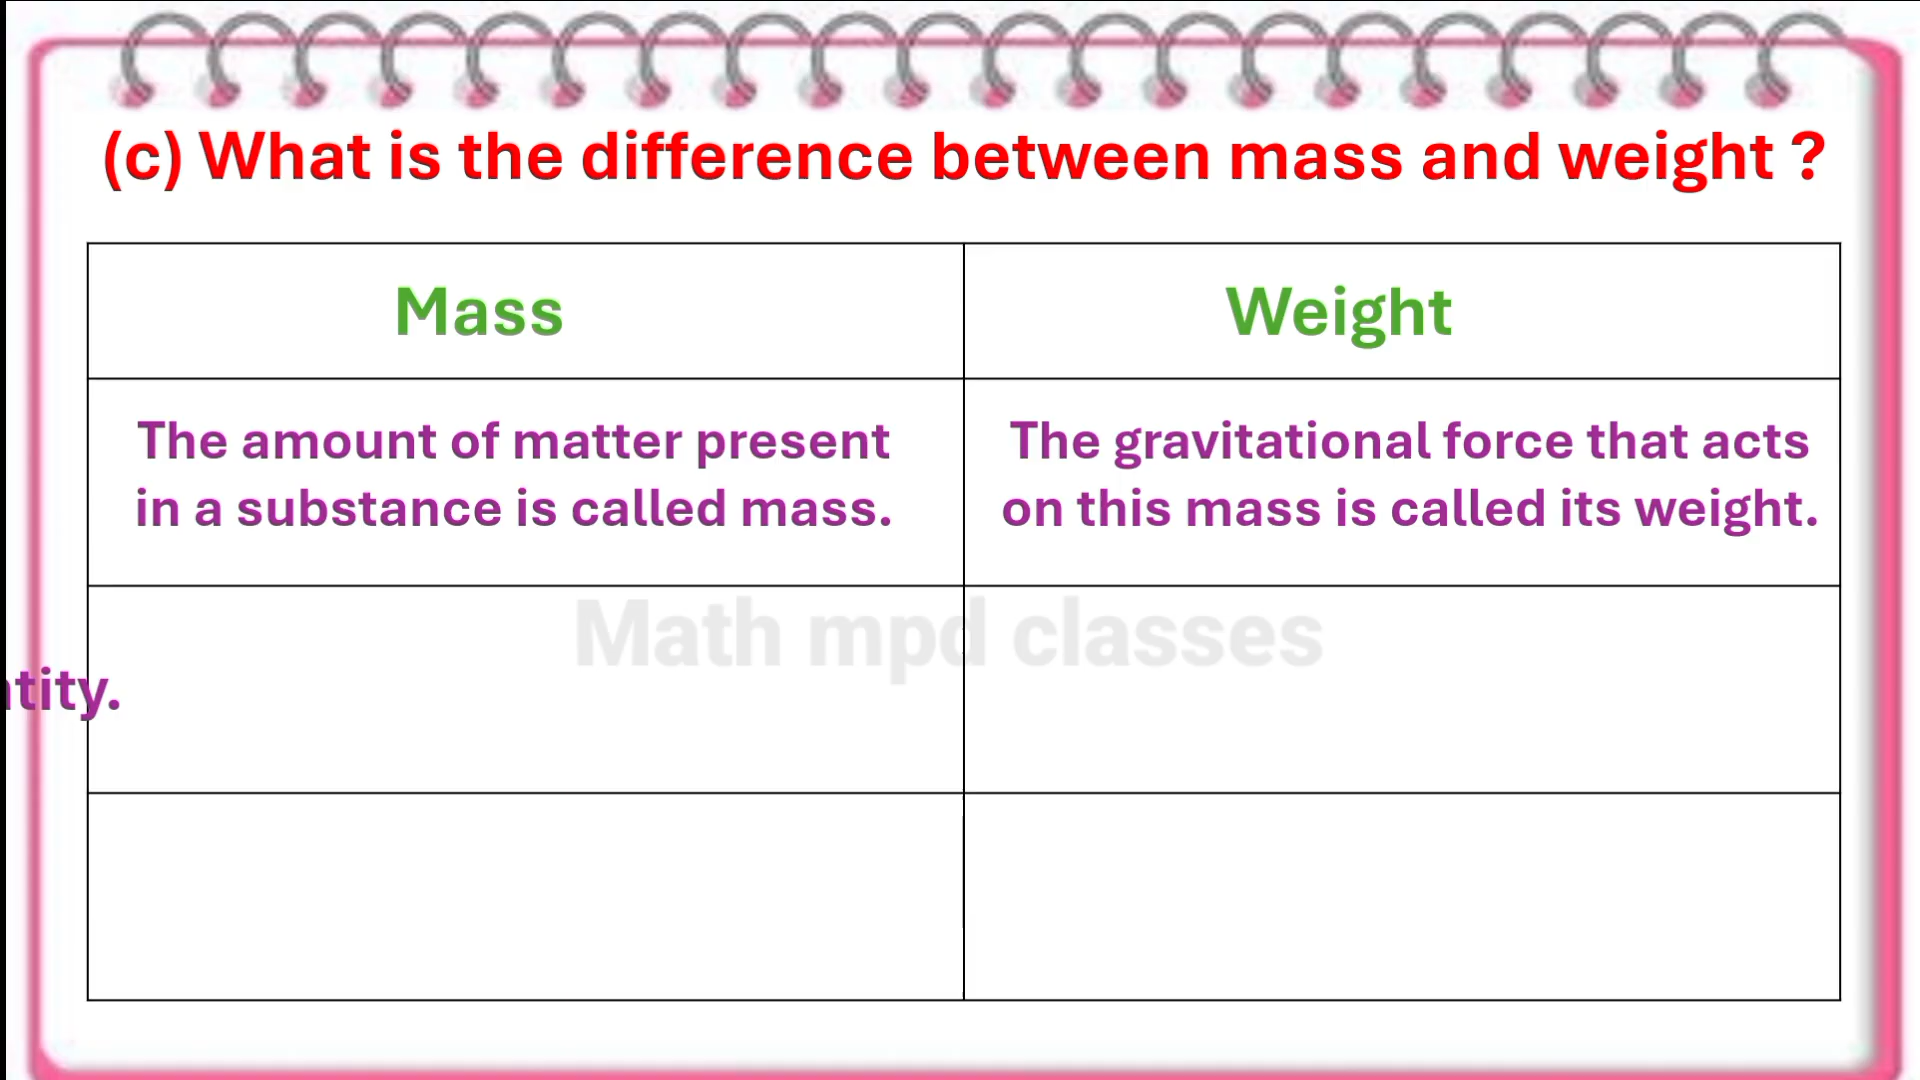 (c) What is the difference between mass and weight ?
Mass
Weight
The amount of matter present
in a substance is called mass.
The gravitational force that acts
on this mass is called its weight.
Math mpd classes
tity.